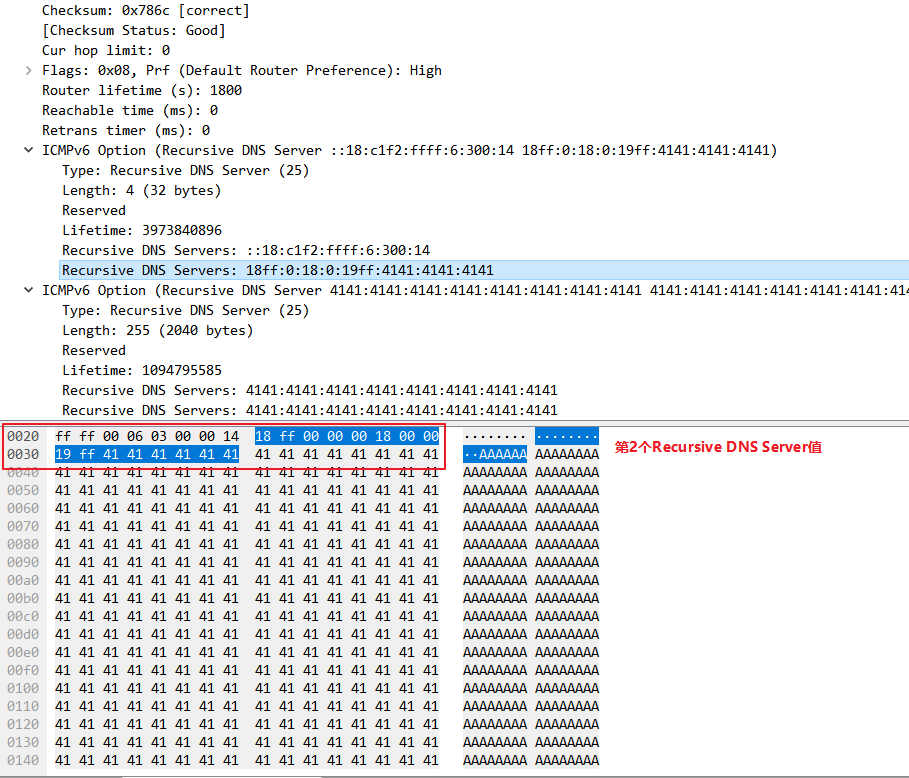 Checksum: 0x786c [correct]
[Checksum Status: Good]
Cur hop limit: 0
Flags: 0x08, Prf (Default Router Preference): High
Router lifetime (s): 1800
Reachable time (ms): 0
Retrans timer (ms): 0
ICMPv6 Option (Recursive DNS Server ::18:c1f2:ffff:6:300:14 18ff:0:18:0:19ff:4141:4141:4141)
Type: Recursive DNS Server (25)
Length: 4 (32 bytes)
Reserved
Lifetime: 3973840896
Recursive DNS Servers: ::18:c1f2:ffff:6:300:14
Recursive DNS Servers: 18ff:0:18:0:19ff:4141:4141:4141
ICMPv6 Option (Recursive DNS Server 4141:4141:4141:4141:4141:4141:4141:4141 4141:4141:4141:4141:4141:4141:414
Type: Recursive DNS Server (25)
Length: 255 (2040 bytes)
Reserved
Lifetime: 1094795585
Recursive DNS Servers: 4141:4141:4141:4141:4141:4141:4141:4141
Recursive DNS Servers: 4141:4141:4141:4141:4141:4141:4141:4141
0020 ff ff 00 06 03 00 00 14 18 ff 00 00 00 18 00 00 ········ ········
0030 19 ff 41 41 41 41 41 41 41 41 41 41 41 41 41 41 ··AAAAAA AAAAAAAA
第2个Recursive DNS Server值
0040 41 41 41 41 41 41 41 41 41 41 41 41 41 41 41 41 AAAAAAAA AAAAAAAA
0050 41 41 41 41 41 41 41 41 41 41 41 41 41 41 41 41 AAAAAAAA AAAAAAAA
0060 41 41 41 41 41 41 41 41 41 41 41 41 41 41 41 41 AAAAAAAA AAAAAAAA
0070 41 41 41 41 41 41 41 41 41 41 41 41 41 41 41 41 AAAAAAAA AAAAAAAA
0080 41 41 41 41 41 41 41 41 41 41 41 41 41 41 41 41 AAAAAAAA AAAAAAAA
0090 41 41 41 41 41 41 41 41 41 41 41 41 41 41 41 41 AAAAAAAA AAAAAAAA
00a0 41 41 41 41 41 41 41 41 41 41 41 41 41 41 41 41 AAAAAAAA AAAAAAAA
00b0 41 41 41 41 41 41 41 41 41 41 41 41 41 41 41 41 AAAAAAAA AAAAAAAA
00c0 41 41 41 41 41 41 41 41 41 41 41 41 41 41 41 41 AAAAAAAA AAAAAAAA
00d0 41 41 41 41 41 41 41 41 41 41 41 41 41 41 41 41 AAAAAAAA AAAAAAAA
00e0 41 41 41 41 41 41 41 41 41 41 41 41 41 41 41 41 AAAAAAAA AAAAAAAA
00f0 41 41 41 41 41 41 41 41 41 41 41 41 41 41 41 41 AAAAAAAA AAAAAAAA
0100 41 41 41 41 41 41 41 41 41 41 41 41 41 41 41 41 AAAAAAAA AAAAAAAA
0110 41 41 41 41 41 41 41 41 41 41 41 41 41 41 41 41 AAAAAAAA AAAAAAAA
0120 41 41 41 41 41 41 41 41 41 41 41 41 41 41 41 41 AAAAAAAA AAAAAAAA
0130 41 41 41 41 41 41 41 41 41 41 41 41 41 41 41 41 AAAAAAAA AAAAAAAA
0140 41 41 41 41 41 41 41 41 41 41 41 41 41 41 41 41 AAAAAAAA AAAAAAAA